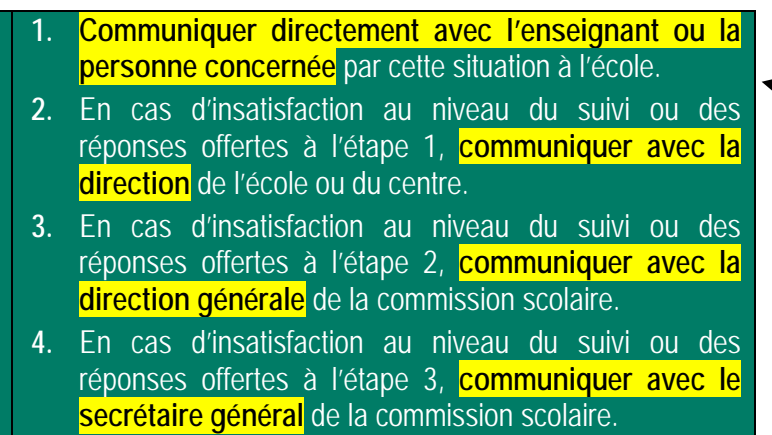 1. Communiquer directement avec l'enseignant ou la
personne concernée par cette situation à l'école.
2. En cas d'insatisfaction au niveau du suivi ou des
réponses offertes à l'étape 1, communiquer avec la
direction de l'école ou du centre.
3. En cas d'insatisfaction au niveau du suivi ou des
réponses offertes à l'étape 2, communiquer avec la
direction générale de la commission scolaire.
4. En cas d'insatisfaction au niveau du suivi ou des
réponses offertes à l'étape 3, communiquer avec le
secrétaire général de la commission scolaire.